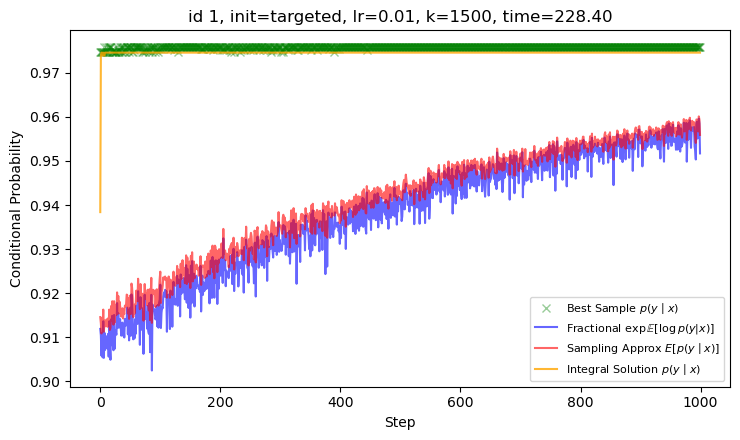 id 1, init=targeted, lr=0.01, k=1500, time=228.40
Conditional Probability
0.97
0.96
0.95
0.94
0.93
0.92
0.91
0.90
0
200
400
600
800
1000
Step
Best Sample p(y | x)
Fractional exp𝔼[log p(y|x)]
Sampling Approx E[p(y | x)]
Integral Solution p(y | x)